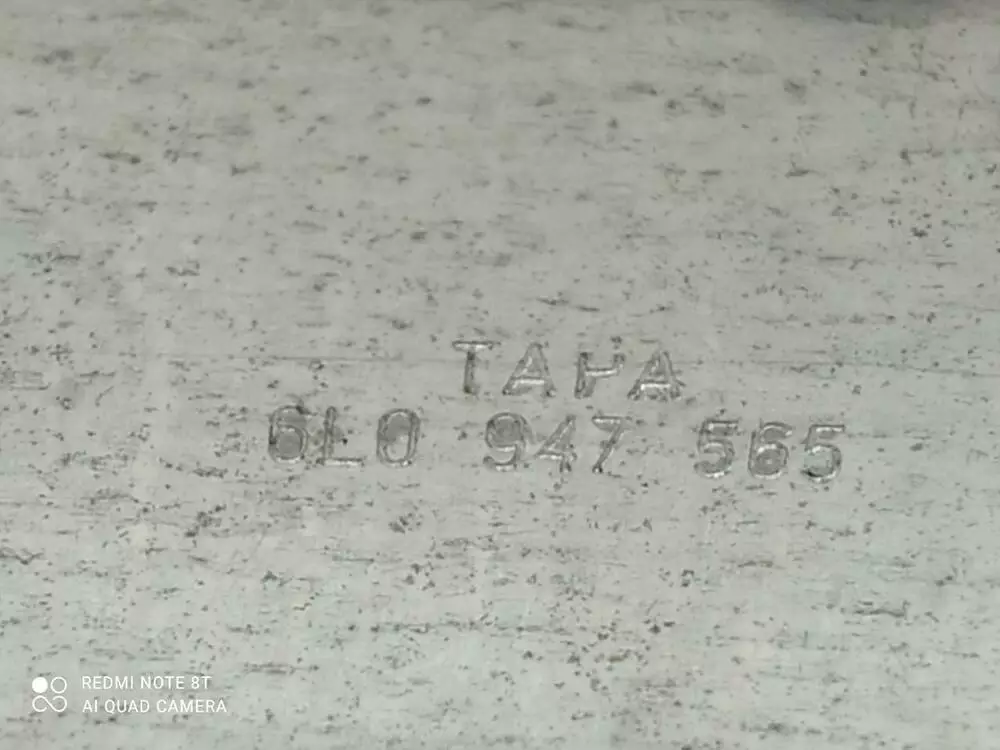 TAPA
6L0 947 565
REDMI NOTE 8T
AI QUAD CAMERA